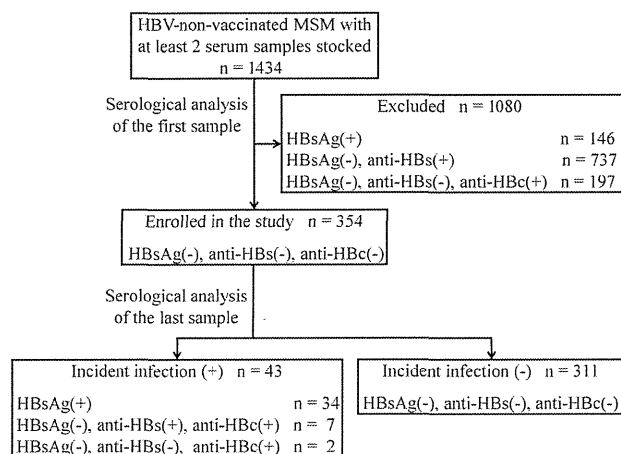 HBV-non-vaccinated MSM with
at least 2 serum samples stocked
n = 1434
Serological analysis
of the first sample
Excluded n = 1080
HBsAg(+) n = 146
HBsAg(-), anti-HBs(+) n = 737
HBsAg(-), anti-HBs(-), anti-HBc(+) n = 197
Enrolled in the study n = 354
HBsAg(-), anti-HBs(-), anti-HBc(-)
Serological analysis
of the last sample
Incident infection (+) n = 43
HBsAg(+) n = 34
HBsAg(-), anti-HBs(+), anti-HBc(+) n = 7
HBsAg(-), anti-HBs(-), anti-HBc(+) n = 2
Incident infection (-) n = 311
HBsAg(-), anti-HBs(-), anti-HBc(-)